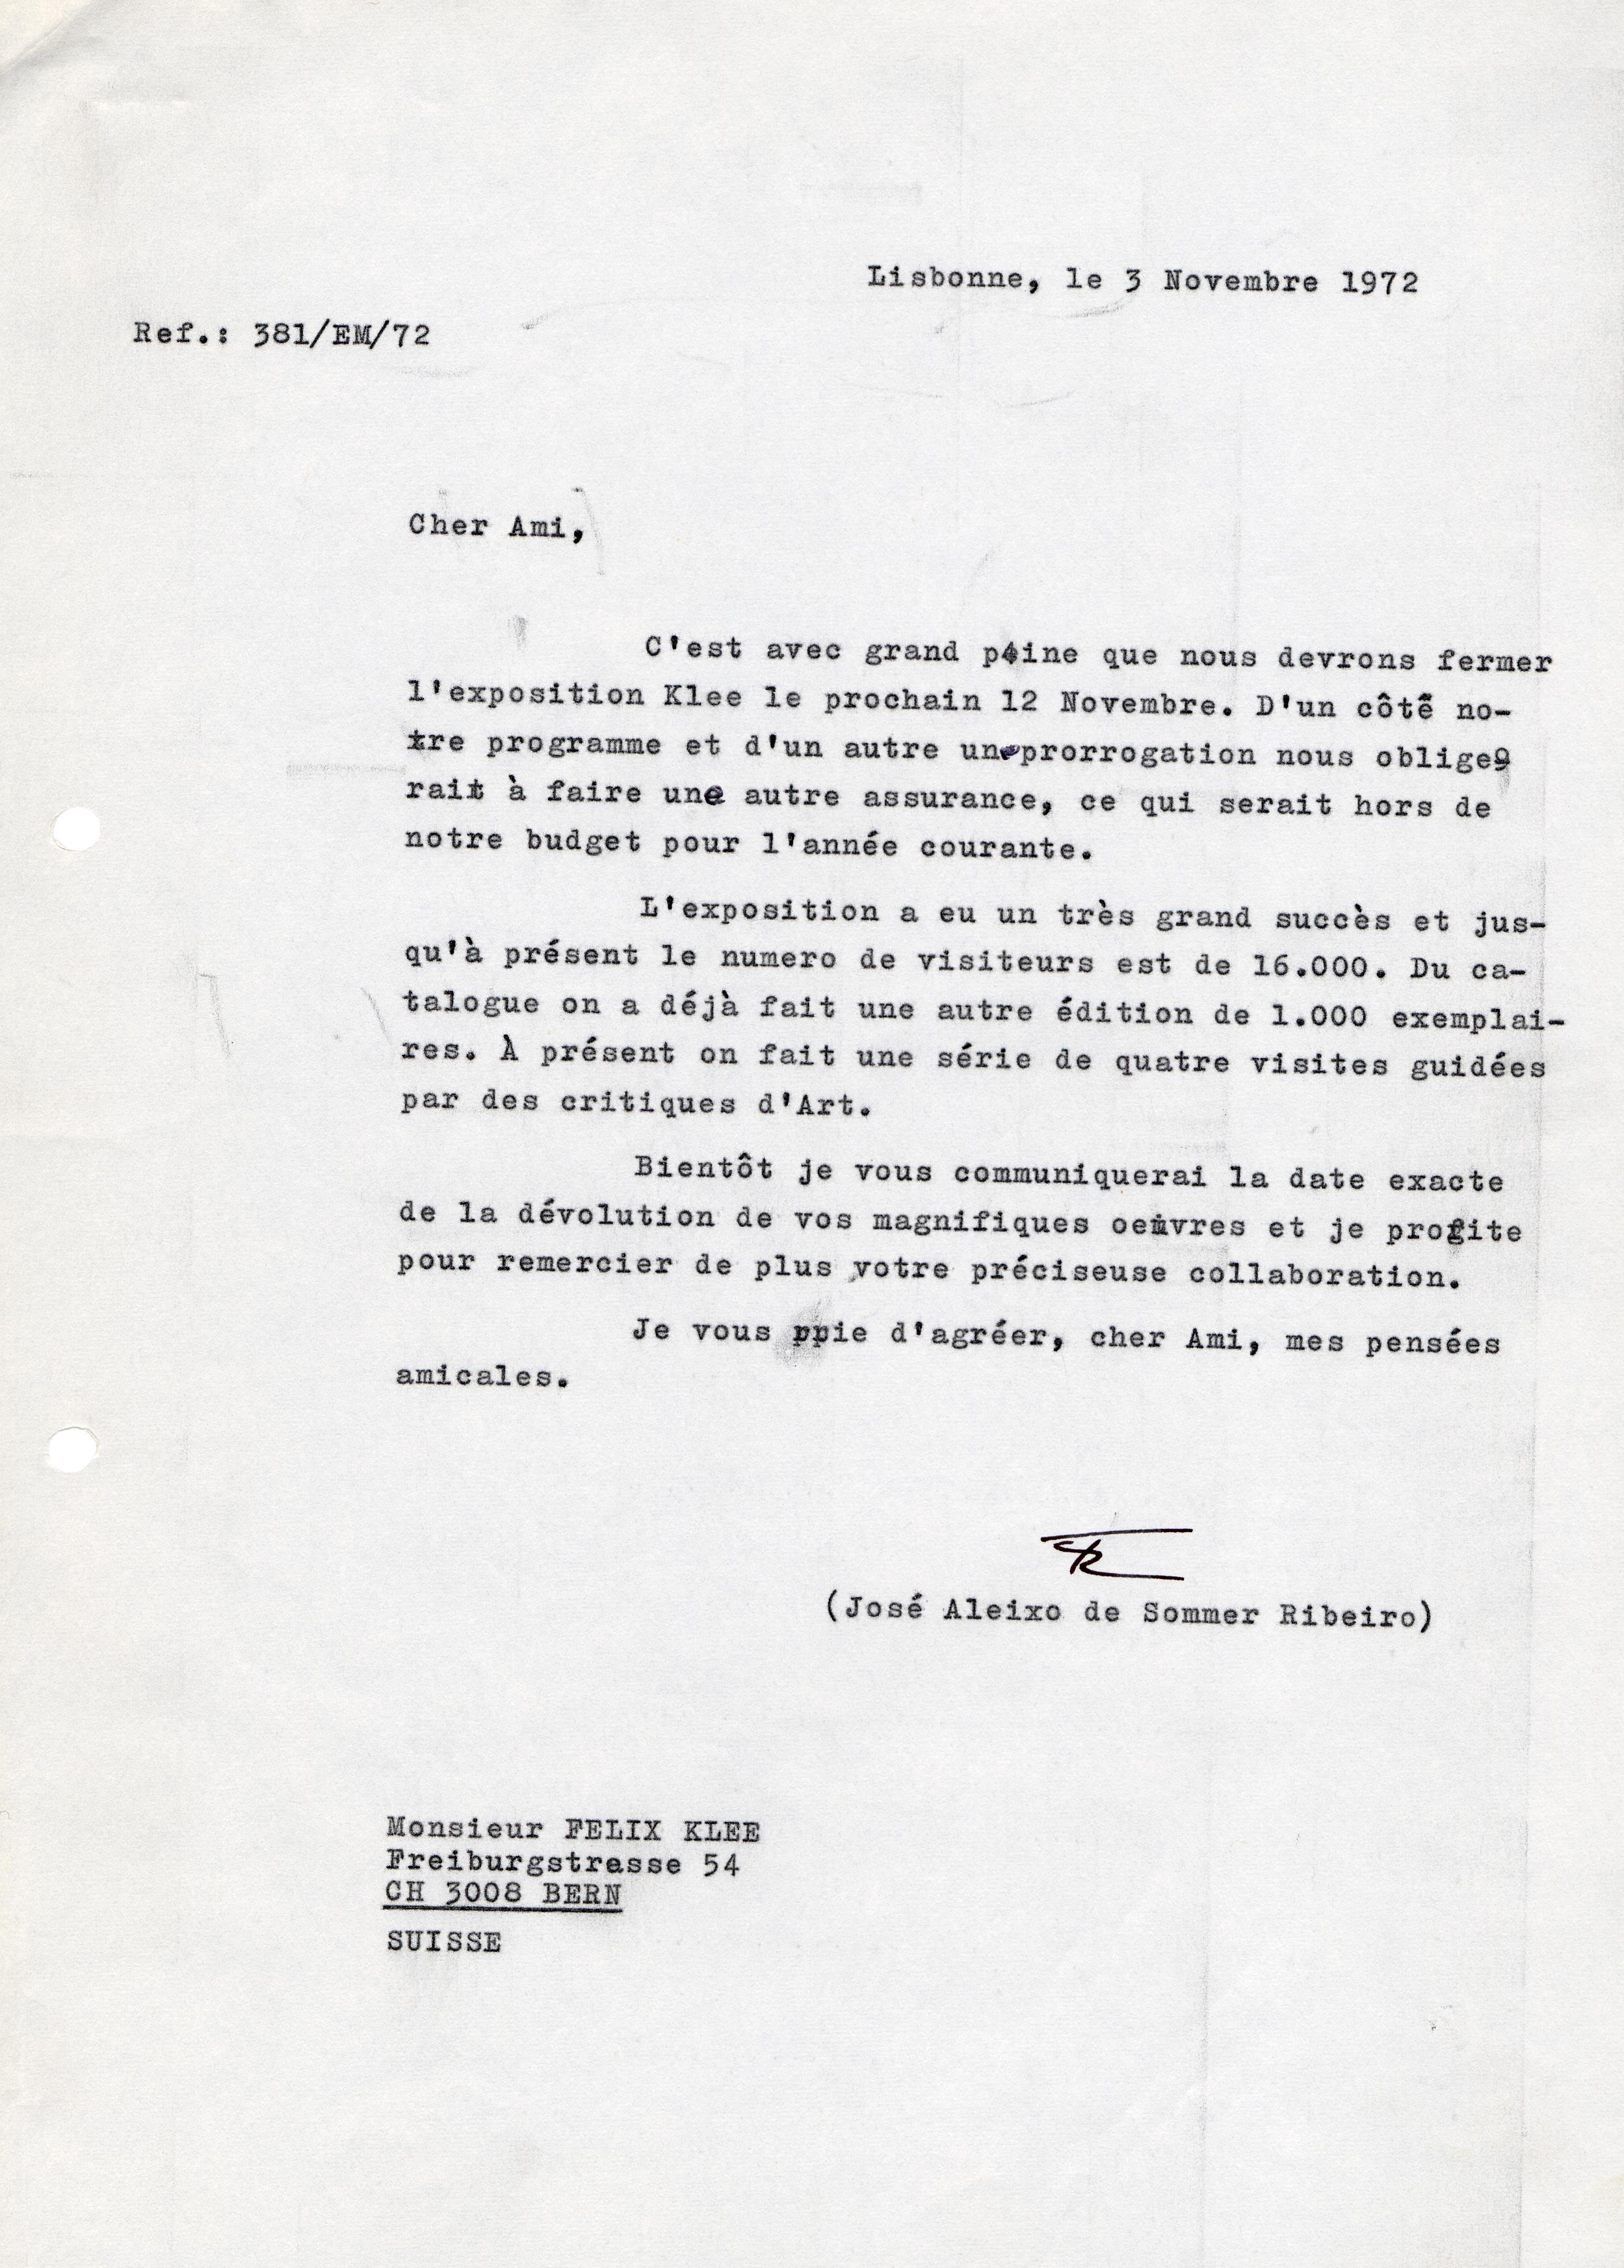 Lisbonne, le 3 Novembre 1972
Ref.: 381/EM/72
Cher Ami,
C'est avec grand peine que nous devrons fermer
l'exposition Klee le prochain 12 Novembre. D'un côté no-
tre programme et d'un autre une prorrogation nous oblige-
rait à faire une autre assurance, ce qui serait hors de
notre budget pour l'année courante.
L'exposition a eu un très grand succès et jus-
qu'à présent le numero de visiteurs est de 16.000. Du ca-
talogue on a déjà fait une autre édition de 1.000 exemplai-
res. À présent on fait une série de quatre visites guidées
par des critiques d'Art.
Bientôt je vous communiquerai la date exacte
de la dévolution de vos magnifiques oeuvres et je profite
pour remercier de plus votre préciseuse collaboration.
Je vous prie d'agréer, cher Ami, mes pensées
amicales.
(José Aleixo de Sommer Ribeiro)
Monsieur FELIX KLEE
Freiburgstrasse 54
CH 3008 BERN
SUISSE